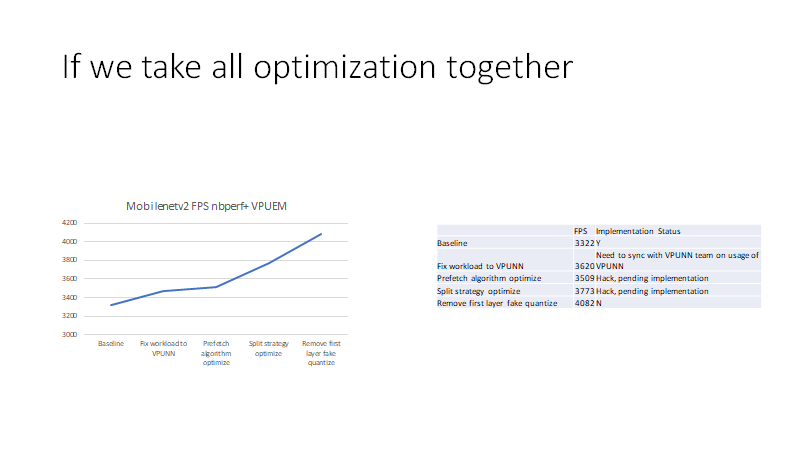 If we take all optimization together
Mobilenetv2 FPS nbperf+ VPUEM
4200
4000
3800
3600
3400
3200
3000
Baseline
Fix workload to
VPUNN
Prefetch
algorithm
optimize
Split strategy
optimize
Remove first
layer fake
quantize
FPS Implementation Status
Baseline 3322 Y
Need to sync with VPUNN team on usage of
Fix workload to VPUNN 3620 VPUNN
Prefetch algorithm optimize 3509 Hack, pending implementation
Split strategy optimize 3773 Hack, pending implementation
Remove first layer fake quantize 4082 N